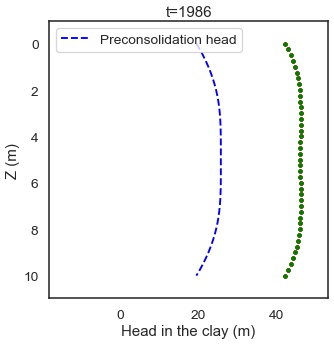 t=1986
Preconsolidation head
0
2
4
6
8
10
Z (m)
0 20 40
Head in the clay (m)